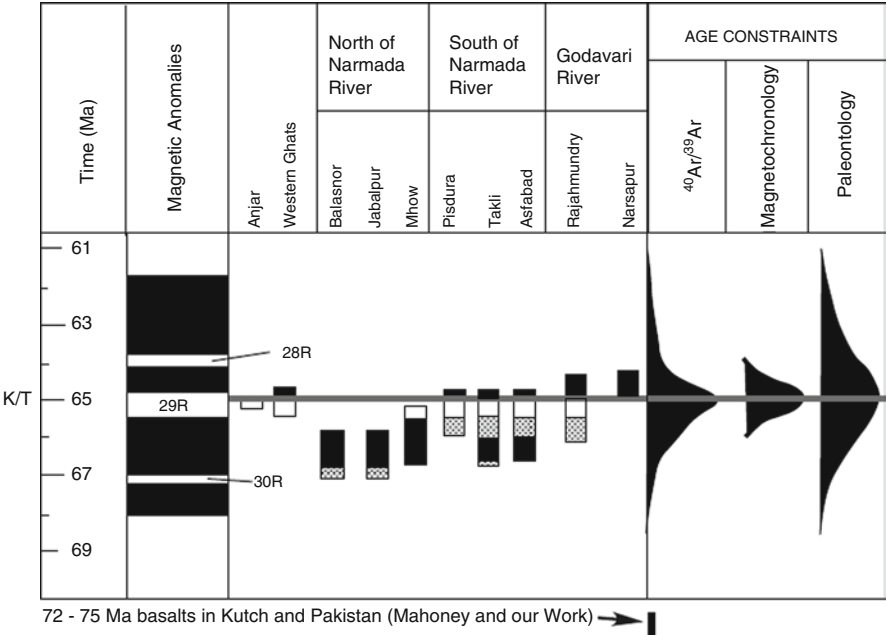 Time (Ma)
Magnetic Anomalies
Anjar
Western Ghats
North of
Narmada
River
Balasnor
Jabalpur
Mhow
South of
Narmada
River
Pisdura
Takli
Asfabad
Godavari
River
Rajahmundry
Narsapur
AGE CONSTRAINTS
40Ar/39Ar
Magnetochronology
Paleontology
61
63
28R
K/T
65
29R
67
30R
69
72 - 75 Ma basalts in Kutch and Pakistan (Mahoney and our Work)